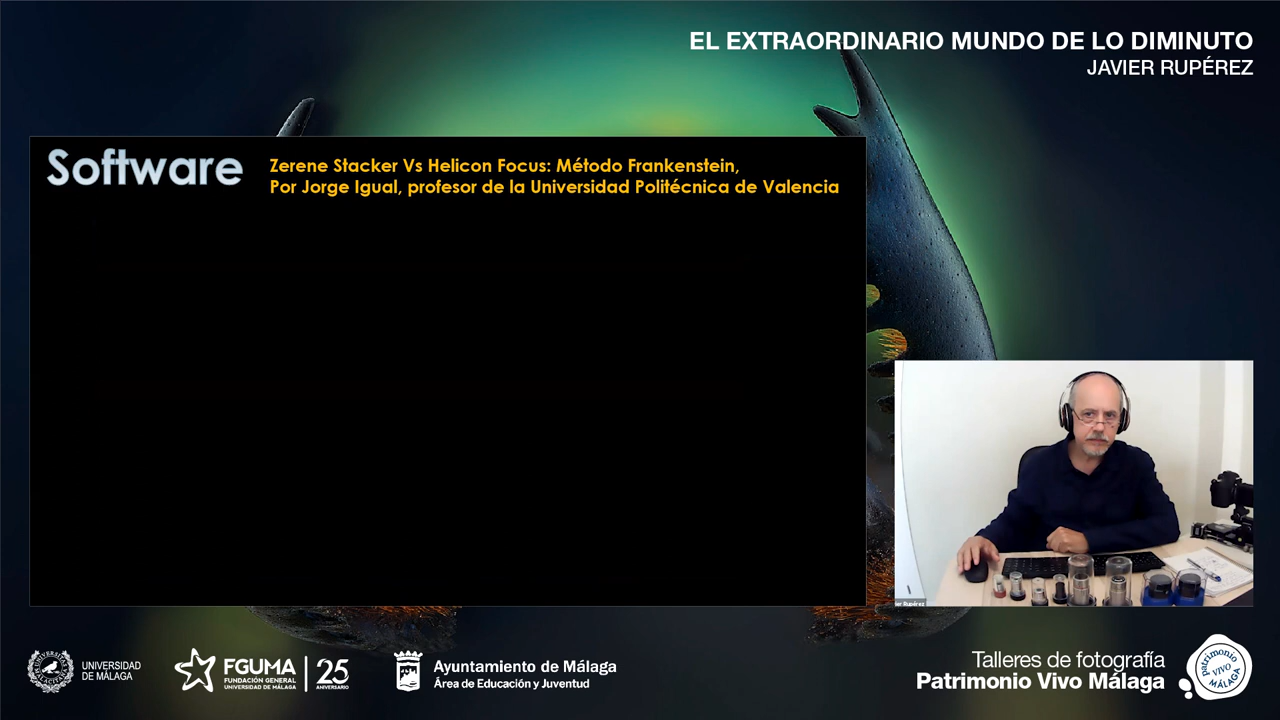 EL EXTRAORDINARIO MUNDO DE LO DIMINUTO
JAVIER RUPÉREZ
Software
Zerene Stacker Vs Helicon Focus: Método Frankenstein,
Por Jorge Igual, profesor de la Universidad Politécnica de Valencia
ier Rupérez
UNIVERSIDAD
DE MÁLAGA
FGUMA
FUNDACIÓN GENERAL
UNIVERSIDAD DE MÁLAGA
25
ANIVERSARIO
Ayuntamiento de Málaga
Área de Educación y Juventud
Talleres de fotografía
Patrimonio Vivo Málaga
patrimonio
VIVO
MÁLAGA